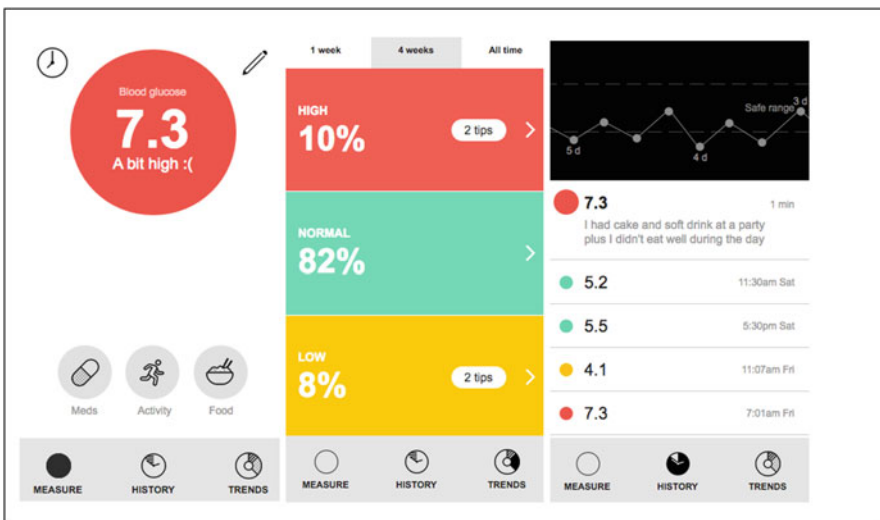 Blood glucose
7.3
A bit high :(
Meds Activity Food
MEASURE HISTORY TRENDS
1 week 4 weeks All time
HIGH
10%
2 tips
NORMAL
82%
LOW
8%
2 tips
MEASURE HISTORY TRENDS
Safe range
3 d
5 d
4 d
7.3 1 min
I had cake and soft drink at a party
plus I didn't eat well during the day
5.2 11:30am Sat
5.5 5:30pm Sat
4.1 11:07am Fri
7.3 7:01am Fri
MEASURE HISTORY TRENDS